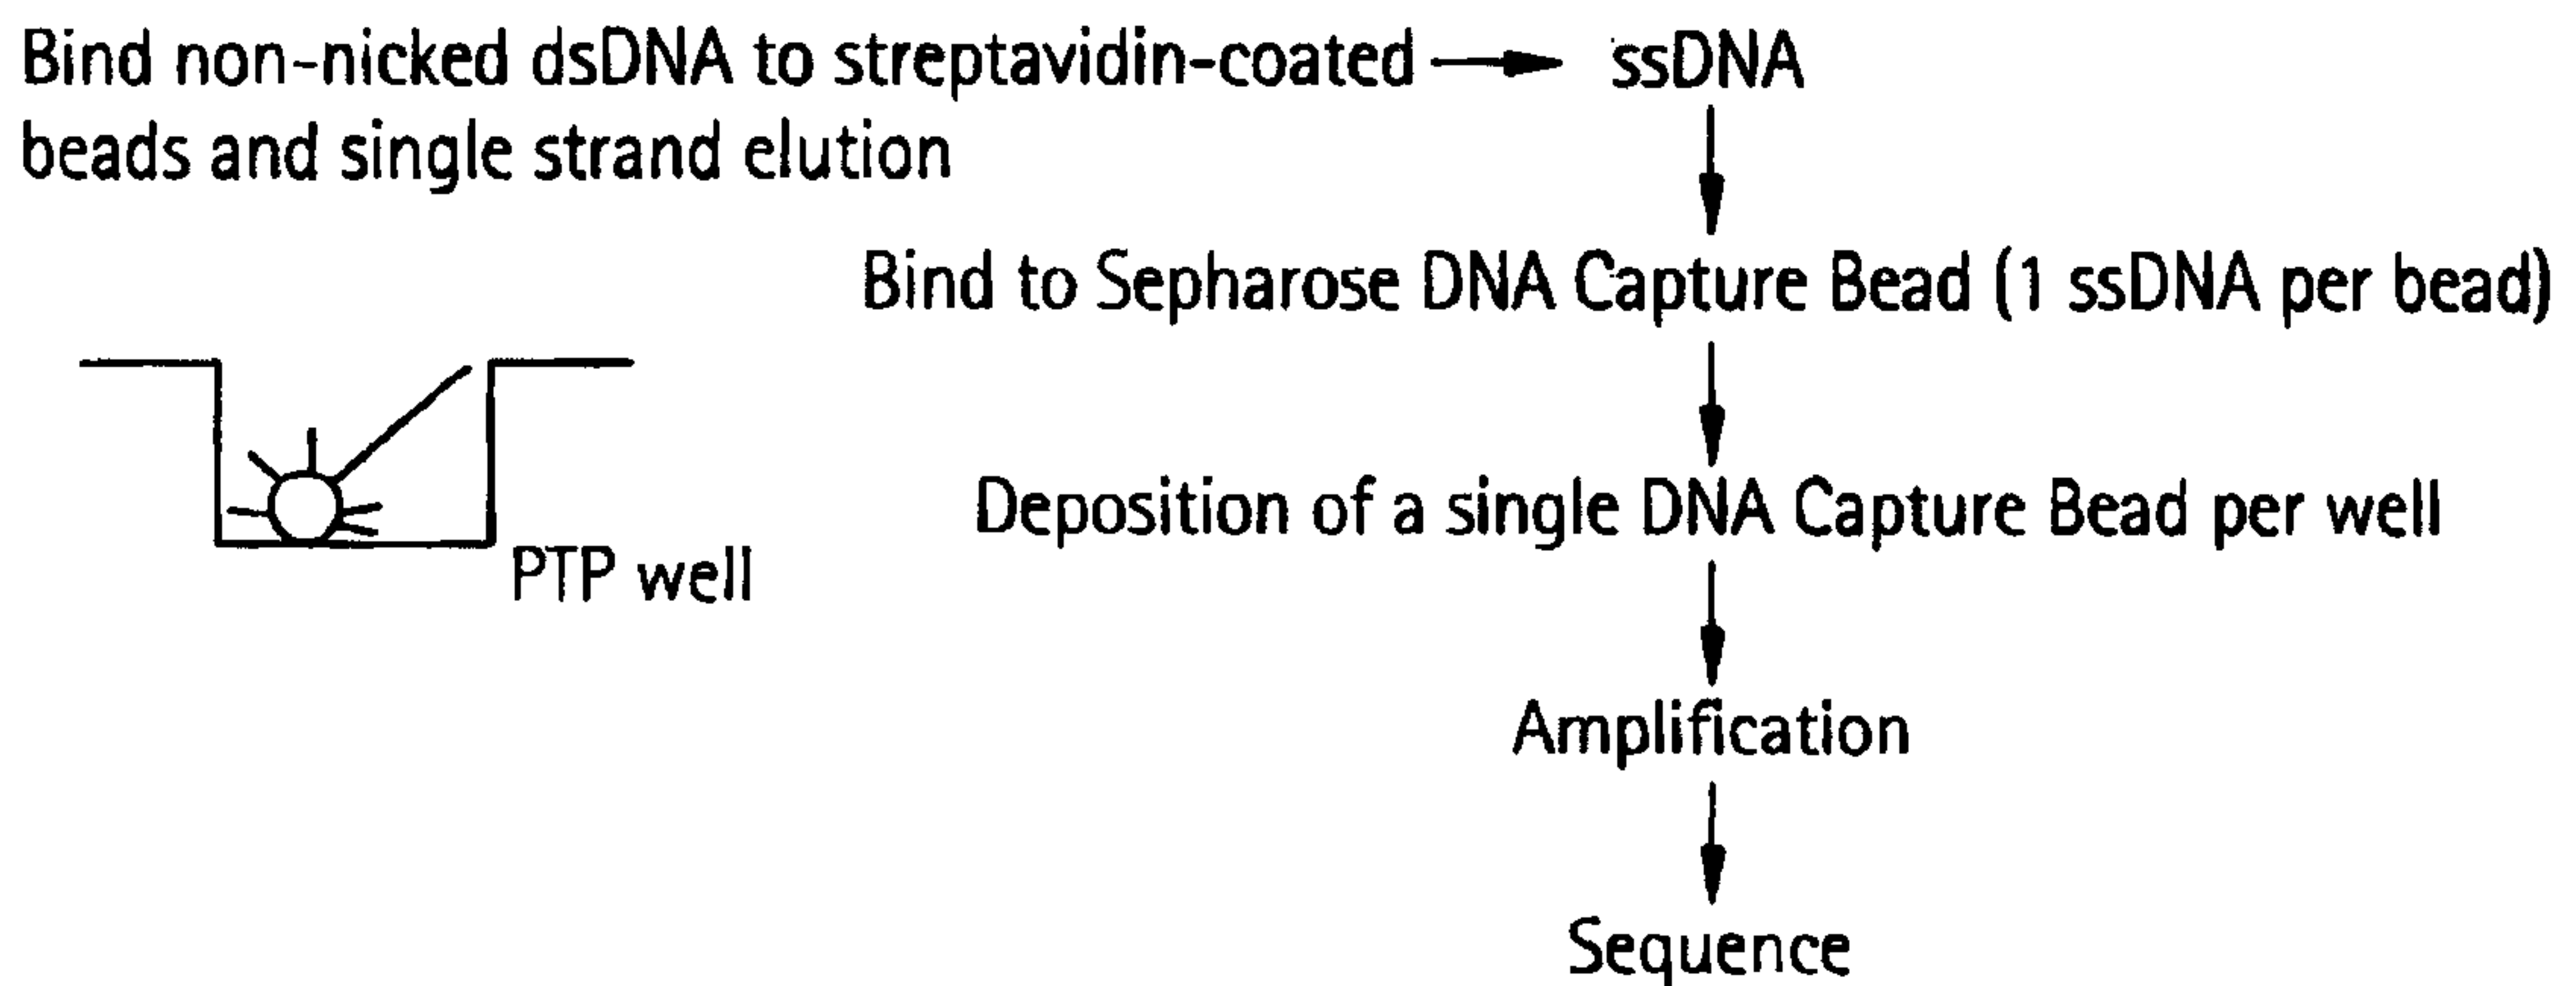 Bind non-nicked dsDNA to streptavidin-coated
beads and single strand elution
ssDNA
Bind to Sepharose DNA Capture Bead (1 ssDNA per bead)
Deposition of a single DNA Capture Bead per well
PTP well
Amplification
Sequence